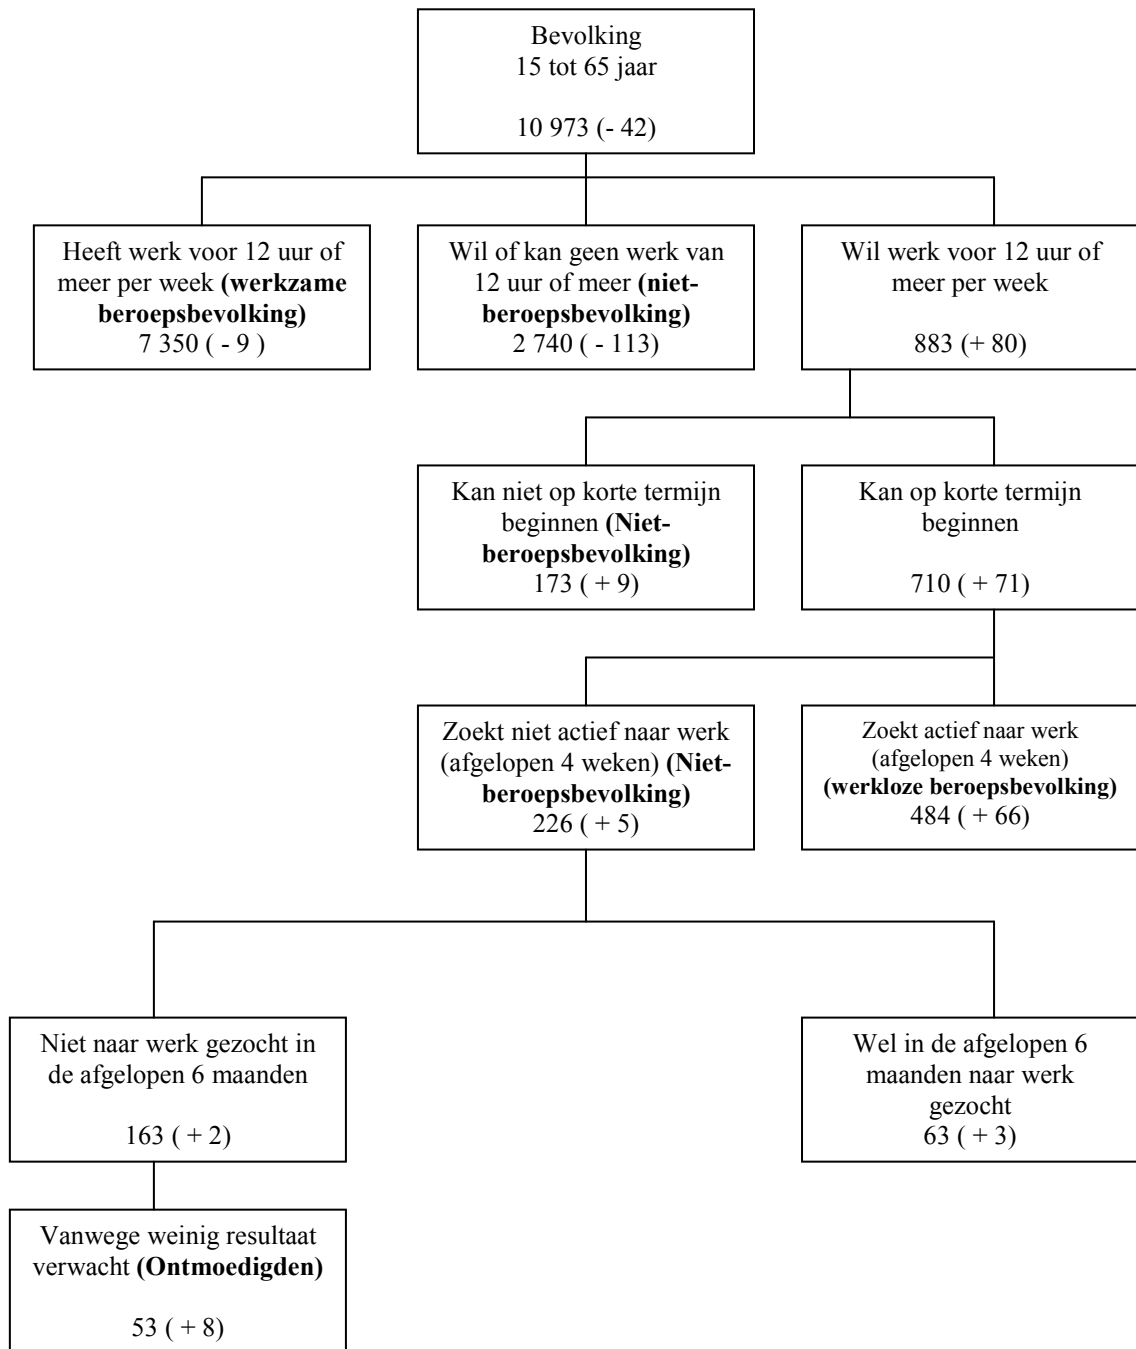 Bevolking
15 tot 65 jaar
10 973 (- 42)
Heeft werk voor 12 uur of
meer per week (werkzame
beroepsbevolking)
7 350 ( - 9 )
Wil of kan geen werk van
12 uur of meer (niet-
beroepsbevolking)
2 740 ( - 113)
Wil werk voor 12 uur of
meer per week
883 (+ 80)
Kan niet op korte termijn
beginnen (Niet-
beroepsbevolking)
173 ( + 9)
Kan op korte termijn
beginnen
710 ( + 71)
Zoekt niet actief naar werk
(afgelopen 4 weken) (Niet-
beroepsbevolking)
226 ( + 5)
Zoekt actief naar werk
(afgelopen 4 weken)
(werkloze beroepsbevolking)
484 ( + 66)
Niet naar werk gezocht in
de afgelopen 6 maanden
163 ( + 2)
Wel in de afgelopen 6
maanden naar werk
gezocht
63 ( + 3)
Vanwege weinig resultaat
verwacht (Ontmoedigden)
53 ( + 8)